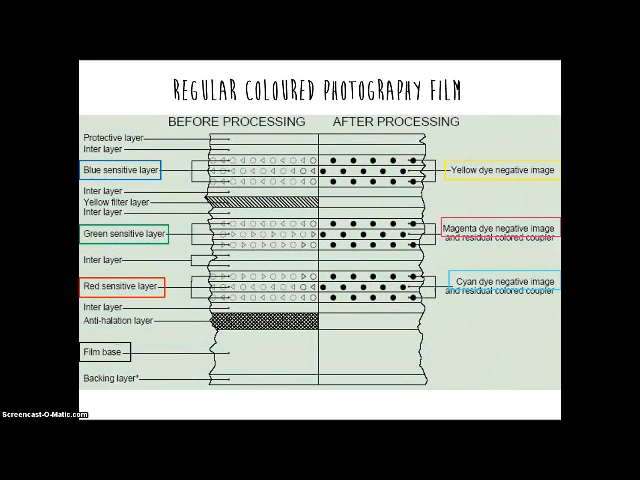 REGULAR COLOURED PHOTOGRAPHY FILM
BEFORE PROCESSING AFTER PROCESSING
Protective layer
Inter layer
Blue sensitive layer
Yellow dye negative image
Inter layer
Yellow filter layer
Inter layer
Green sensitive layer
Magenta dye negative image
and residual colored coupler
Inter layer
Red sensitive layer
Cyan dye negative image
and residual colored coupler
Inter layer
Anti-halation layer
Film base
Backing layer*
Screencast-O-Matic.com